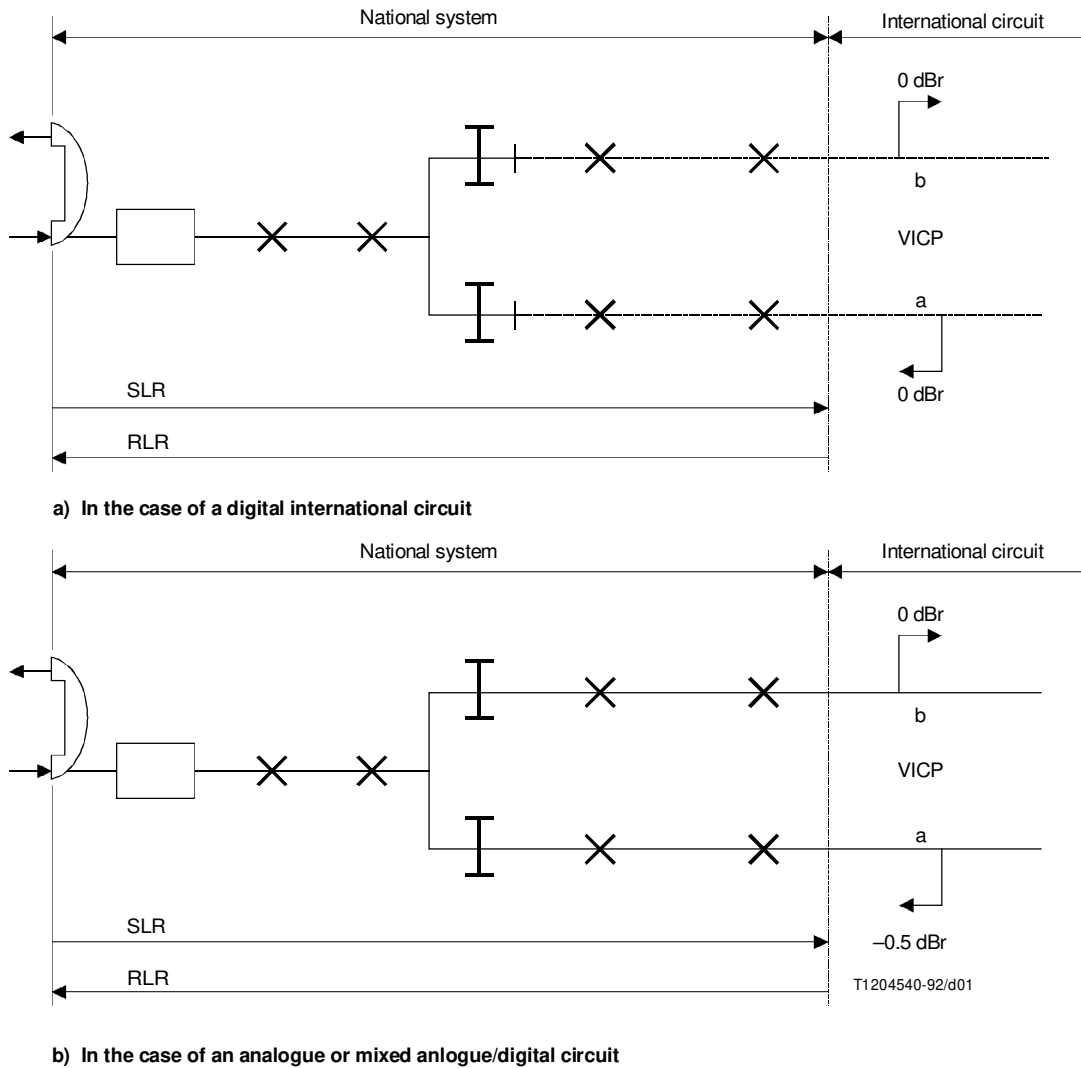 National system
International circuit
0 dBr
b
VICP
a
0 dBr
SLR
RLR
a) In the case of a digital international circuit
National system
International circuit
0 dBr
b
VICP
a
–0.5 dBr
SLR
RLR
T1204540-92/d01
b) In the case of an analogue or mixed anlogue/digital circuit